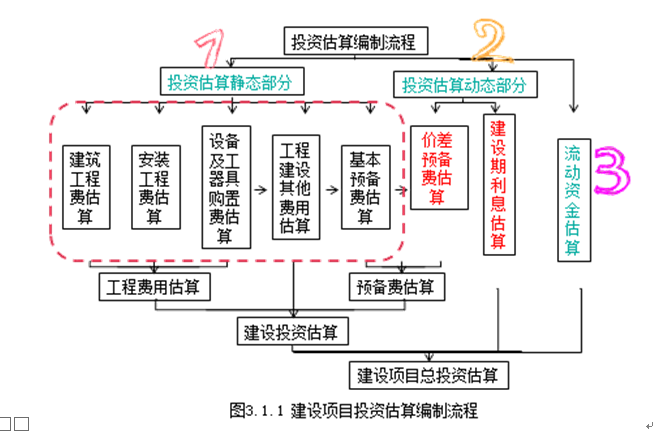 投资估算编制流程
1
2
投资估算静态部分
投资估算动态部分
建筑
工程
费估
算
安装
工程
费估
算
设备
及工
器具
购置
费估
算
工程
建设
其他
费用
估算
基本
预备
费估
算
价差
预备
费估
算
建设期利息估算
流动资金估算
3
工程费用估算
预备费估算
建设投资估算
建设项目总投资估算
图3.1.1 建设项目投资估算编制流程